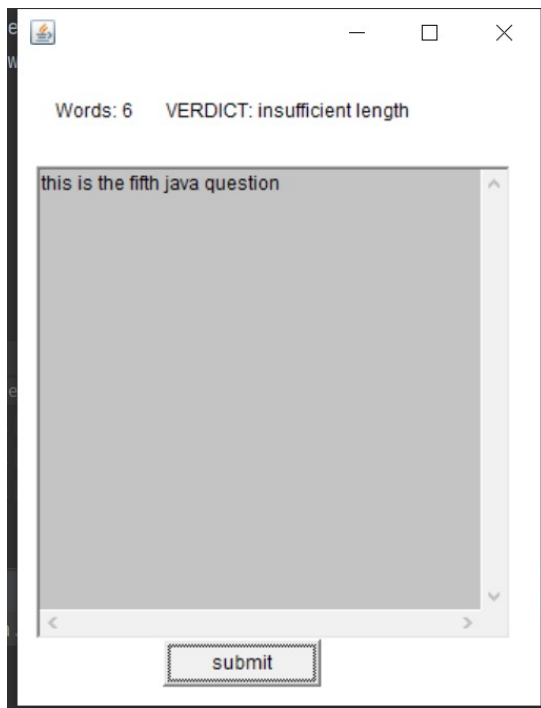 Words: 6 VERDICT: insufficient length
this is the fifth java question
submit